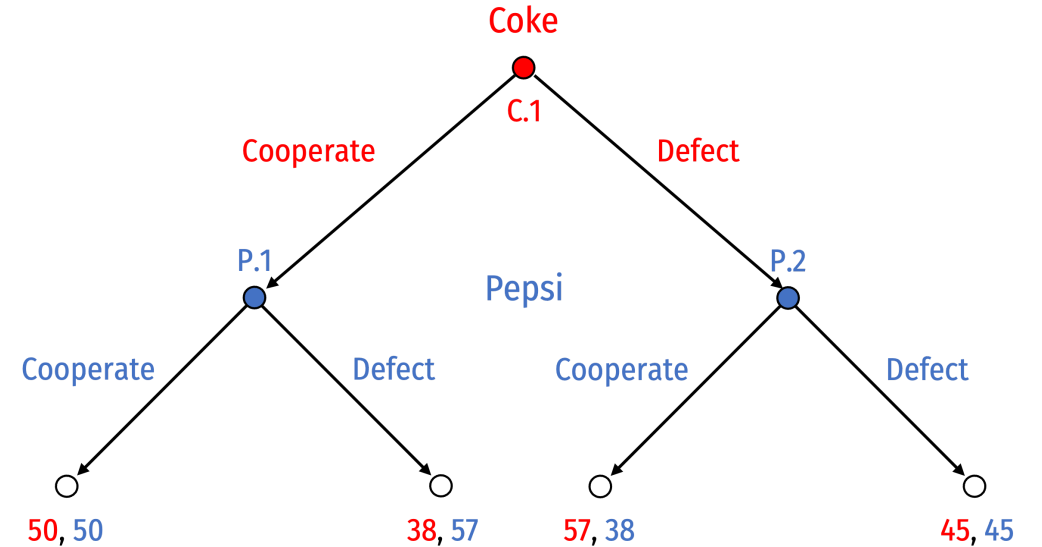 Coke
C.1
Cooperate
Defect
P.1
P.2
Pepsi
Cooperate
Defect
Cooperate
Defect
50, 50
38, 57
57, 38
45, 45